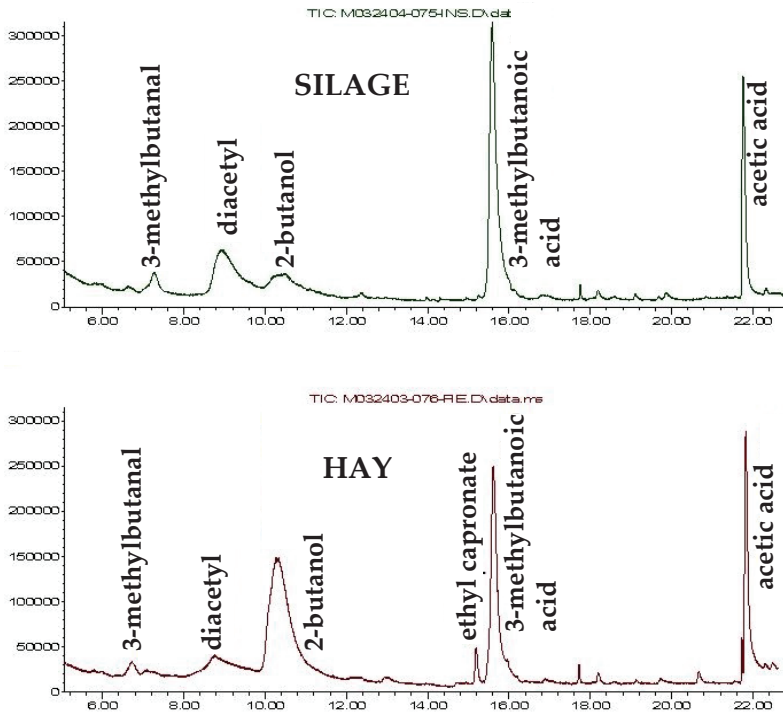 TIC: M032404-075-INS.D\dat
SILAGE
3-methylbutanal
diacetyl
2-butanol
3-methylbutanoic
acid
acetic acid
300000
250000
200000
150000
100000
50000
0
6.00 8.00 10.00 12.00 14.00 16.00 18.00 20.00 22.00
TIC: M032403-076-RE.D\data.ms
HAY
3-methylbutanal
diacetyl
2-butanol
ethyl capronate
3-methylbutanoic
acid
acetic acid
300000
250000
200000
150000
100000
50000
0
6.00 8.00 10.00 12.00 14.00 16.00 18.00 20.00 22.00